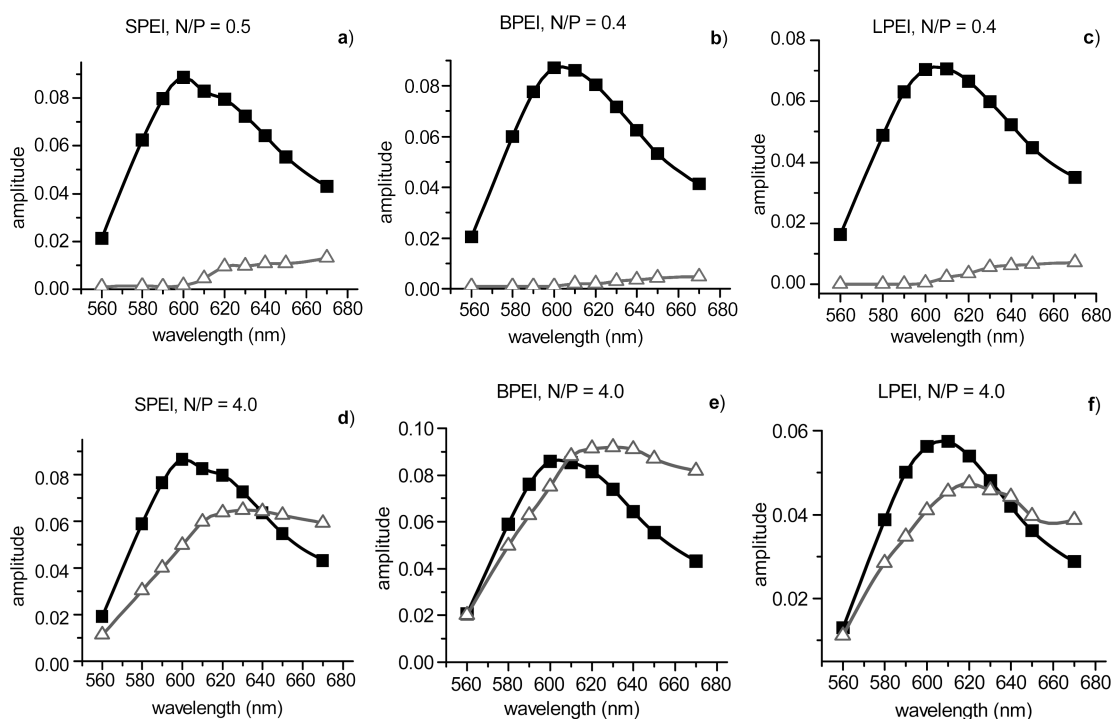 SPEI, N/P = 0.5
a)
0.08
0.06
0.04
0.02
0.00
amplitude
560 580 600 620 640 660 680
wavelength (nm)
BPEI, N/P = 0.4
b)
0.08
0.06
0.04
0.02
0.00
amplitude
560 580 600 620 640 660 680
wavelength (nm)
LPEI, N/P = 0.4
c)
0.08
0.06
0.04
0.02
0.00
amplitude
560 580 600 620 640 660 680
wavelength (nm)
SPEI, N/P = 4.0
d)
0.08
0.06
0.04
0.02
0.00
amplitude
560 580 600 620 640 660 680
wavelength (nm)
BPEI, N/P = 4.0
e)
0.10
0.08
0.06
0.04
0.02
0.00
amplitude
560 580 600 620 640 660 680
wavelength (nm)
LPEI, N/P = 4.0
f)
0.06
0.04
0.02
amplitude
560 580 600 620 640 660 680
wavelength (nm)